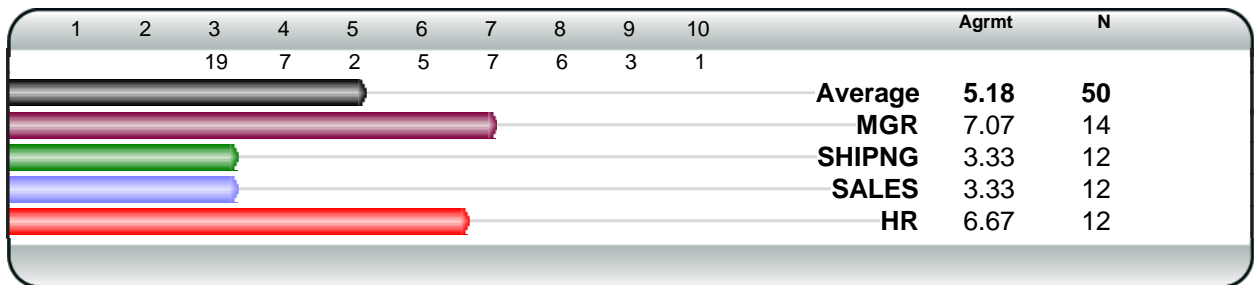 1 2 3 4 5 6 7 8 9 10 Agrmt N
19 7 2 5 7 6 3 1
Average 5.18 50
MGR 7.07 14
SHIPNG 3.33 12
SALES 3.33 12
HR 6.67 12